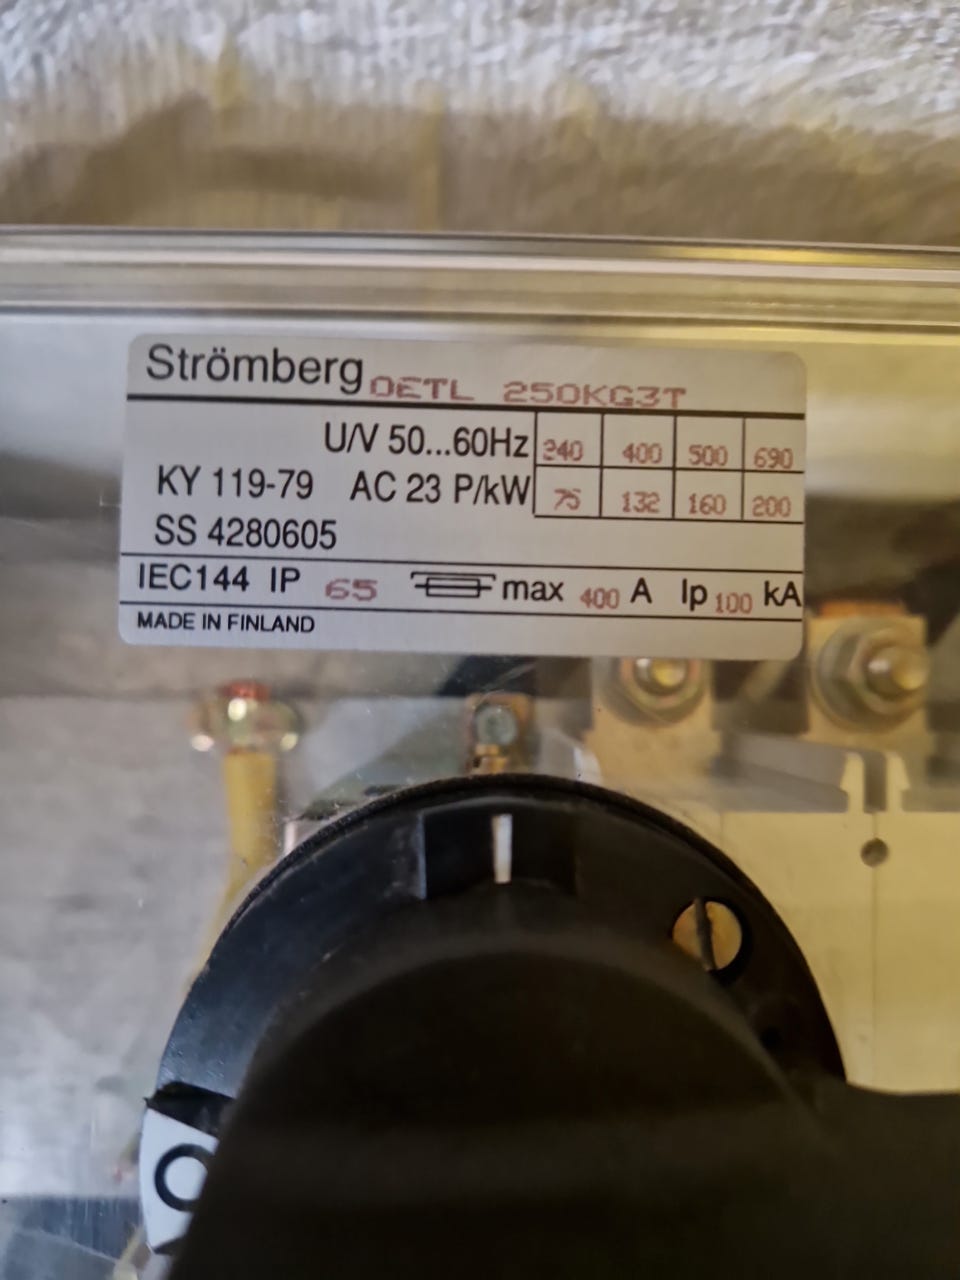 Strömberg OETL 250KG3T
U/V 50...60Hz 240 400 500 690
KY 119-79 AC 23 P/kW 75 132 160 200
SS 4280605
IEC144 IP 65 max 400 A Ip 100 kA
MADE IN FINLAND
O